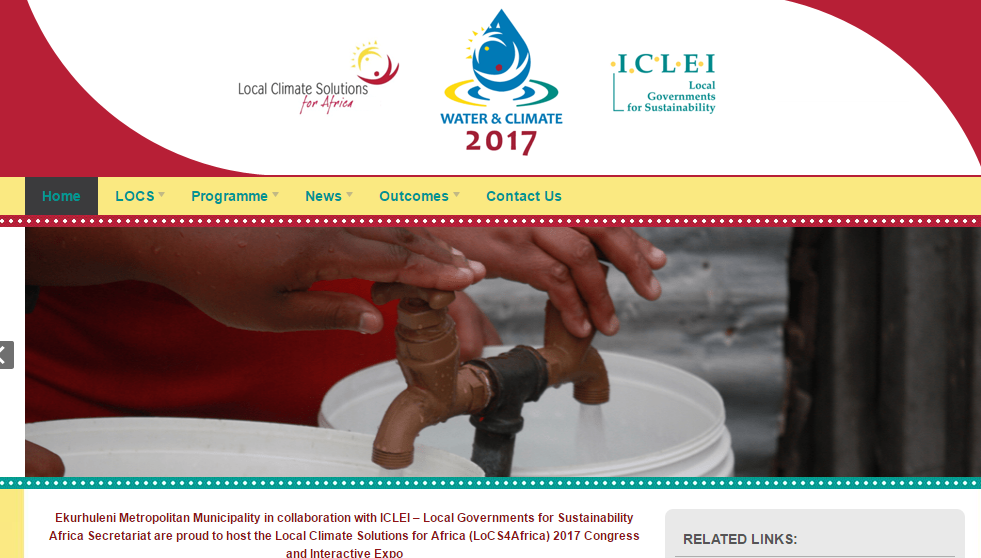 Local Climate Solutions
for Africa
WATER & CLIMATE
2017
I.C.L.E.I
Local
Governments
for Sustainability
Home LOCS Programme News Outcomes Contact Us
Ekurhuleni Metropolitan Municipality in collaboration with ICLEI – Local Governments for Sustainability
Africa Secretariat are proud to host the Local Climate Solutions for Africa (LoCS4Africa) 2017 Congress
and Interactive Expo
RELATED LINKS: